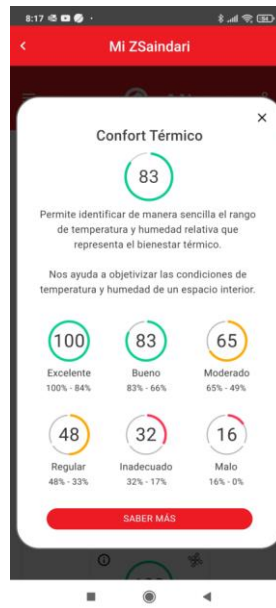 8:17
Mi ZSaindari
Confort Térmico
83
Permite identificar de manera sencilla el rango
de temperatura y humedad relativa que
representa el bienestar térmico.
Nos ayuda a objetivizar las condiciones de
temperatura y humedad de un espacio interior.
100
83
65
Excelente
Bueno
Moderado
100% - 84%
83% - 66%
65% - 49%
48
32
16
Regular
Inadecuado
Malo
48% - 33%
32% - 17%
16% - 0%
SABER MÁS